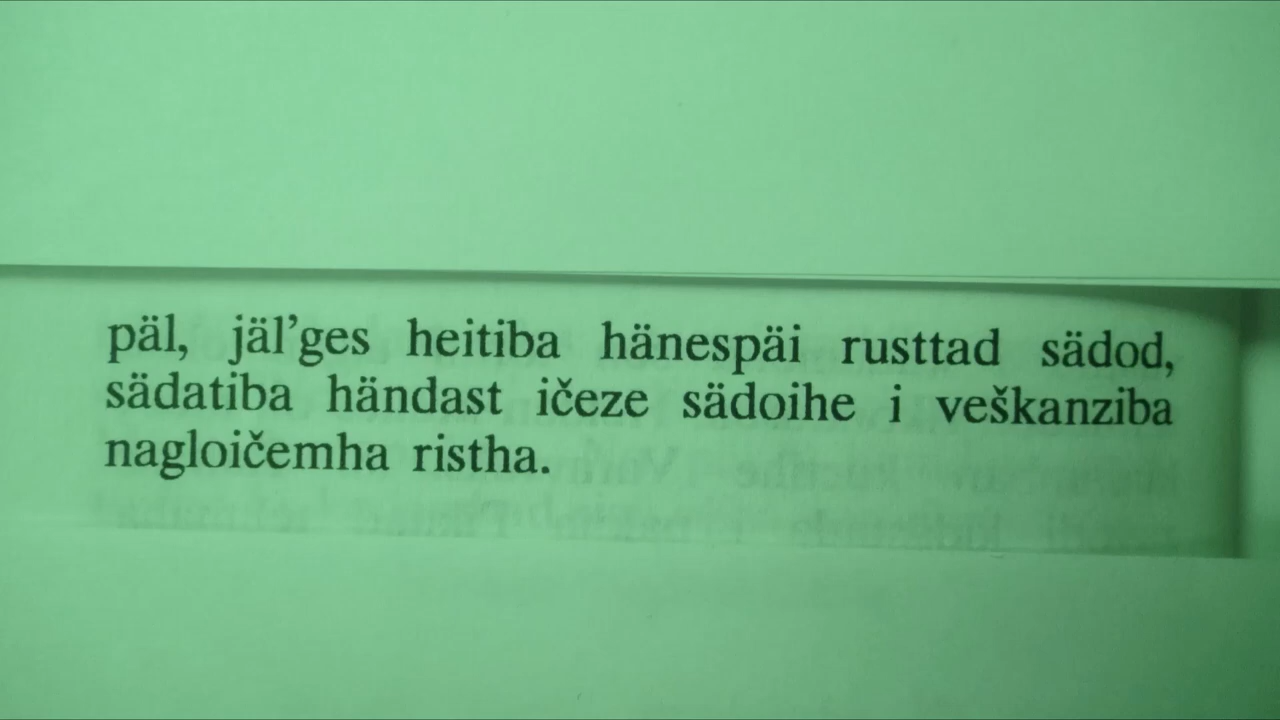 päl, jäl’ges heitiba hänespäi rusttad sädod,
sädatiba händast ičeze sädoihe i veškanziba
nagloičemha ristha.